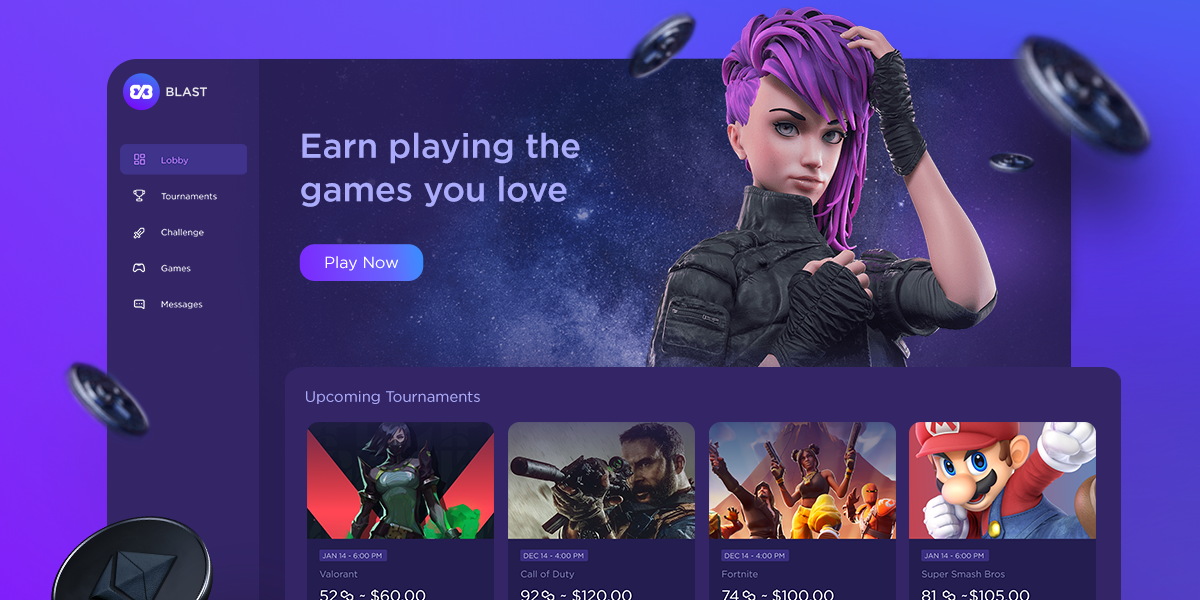 BLAST
Lobby
Tournaments
Challenge
Games
Messages
Earn playing the
games you love
Play Now
Upcoming Tournaments
M
JAN 14 - 6:00 PM
Valorant
52 ~ $60.00
DEC 14 - 4:00 PM
Call of Duty
92 ~ $120.00
DEC 14 - 4:00 PM
Fortnite
74 ~ $100.00
JAN 14 - 6:00 PM
Super Smash Bros
81 ~ $105.00